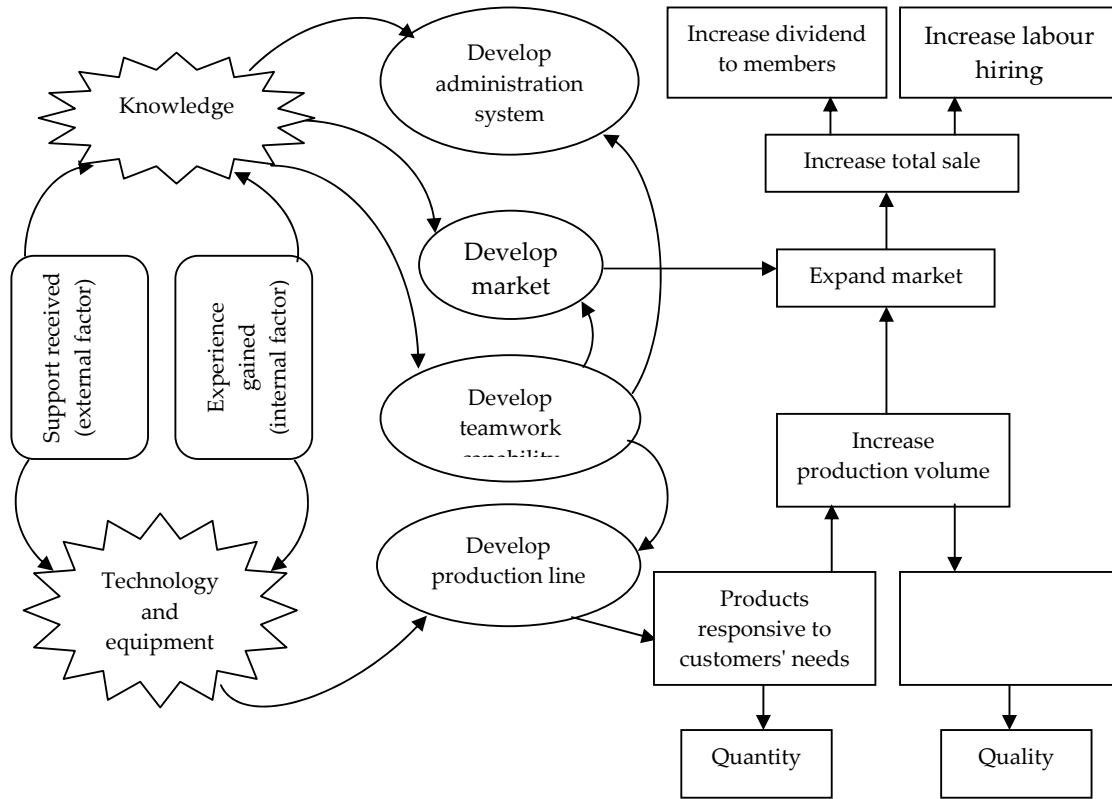 Knowledge
Support received
(external factor)
Experience
gained
(internal factor)
Technology
and
equipment
Develop
administration
system
Develop
market
Develop
teamwork
capability
Develop
production line
Increase dividend
to members
Increase labour
hiring
Increase total sale
Expand market
Increase
production volume
Products
responsive to
customers' needs
Quantity
Quality